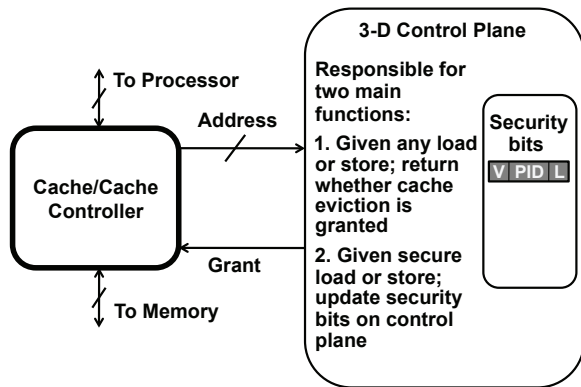 3-D Control Plane
To Processor
Address
Cache/Cache
Controller
Grant
To Memory
Responsible for
two main
functions:
1. Given any load
or store; return
whether cache
eviction is
granted
2. Given secure
load or store;
update security
bits on control
plane
Security
bits
V PID L